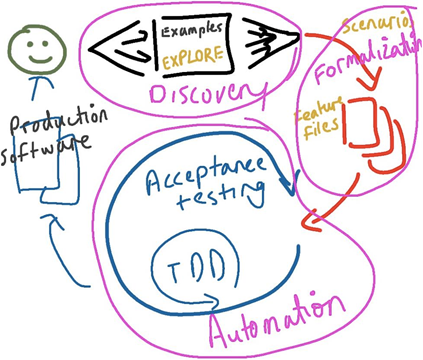 Examples
EXPLORE
Discovery
Scenario
Formalization
Feature
Files
Production
software
Acceptance
testing
TDD
Automation